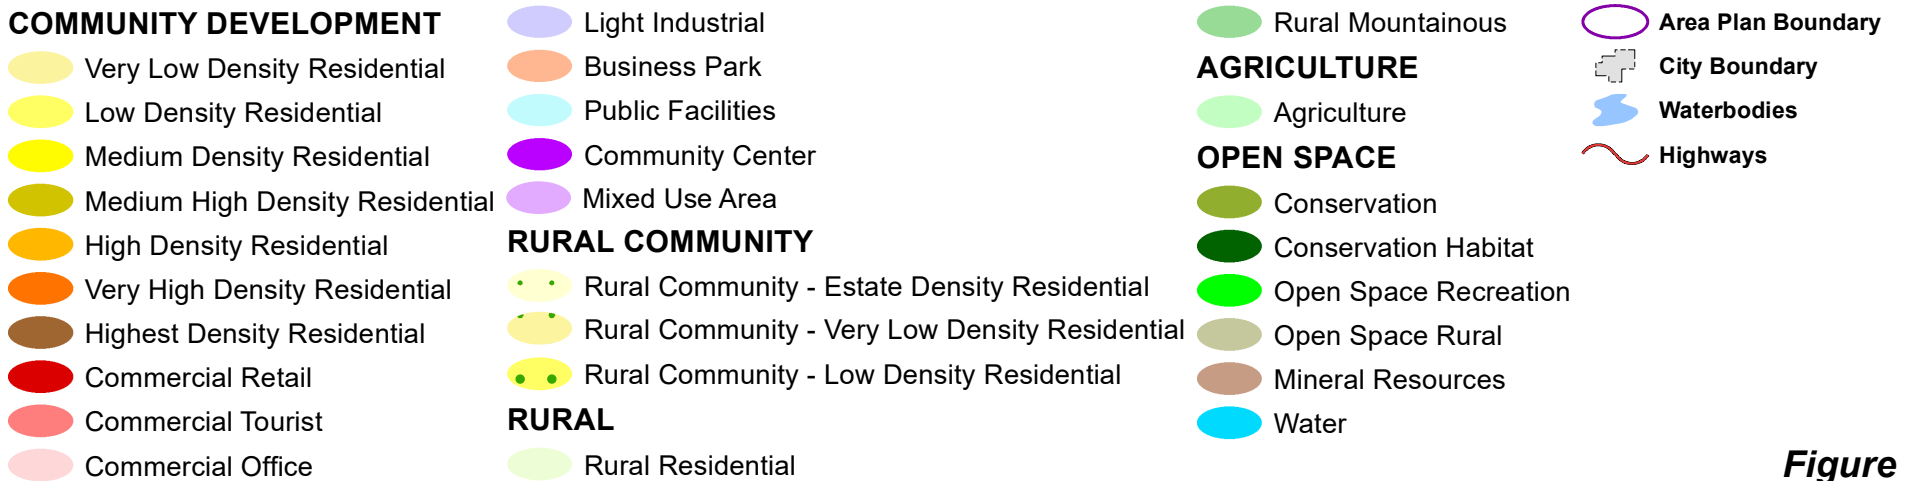 COMMUNITY DEVELOPMENT
Very Low Density Residential
Low Density Residential
Medium Density Residential
Medium High Density Residential
High Density Residential
Very High Density Residential
Highest Density Residential
Commercial Retail
Commercial Tourist
Commercial Office
Light Industrial
Business Park
Public Facilities
Community Center
Mixed Use Area
RURAL COMMUNITY
Rural Community - Estate Density Residential
Rural Community - Very Low Density Residential
Rural Community - Low Density Residential
RURAL
Rural Residential
Rural Mountainous
AGRICULTURE
Agriculture
OPEN SPACE
Conservation
Conservation Habitat
Open Space Recreation
Open Space Rural
Mineral Resources
Water
Area Plan Boundary
City Boundary
Waterbodies
Highways
Figure